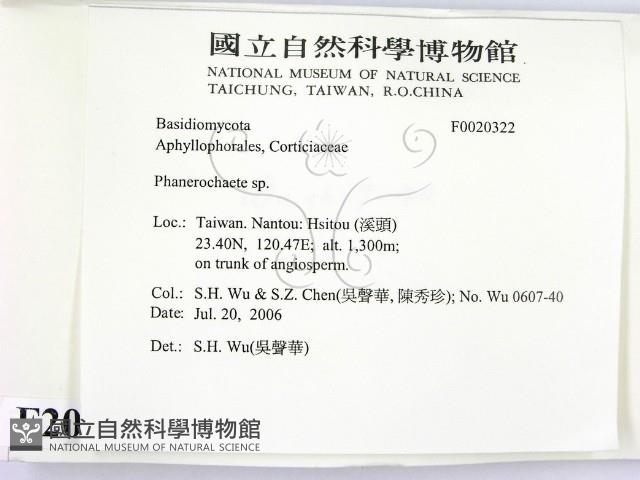 國立自然科學博物館
NATIONAL MUSEUM OF NATURAL SCIENCE
TAICHUNG, TAIWAN, R.O.CHINA
Basidiomycota F0020322
Aphyllophorales, Corticiaceae
Phanerochaete sp.
Loc.: Taiwan. Nantou: Hsitou (溪頭)
23.40N, 120.47E; alt. 1,300m;
on trunk of angiosperm.
Col.: S.H. Wu & S.Z. Chen(吳聲華, 陳秀珍); No. Wu 0607-40
Date: Jul. 20, 2006
Det.: S.H. Wu(吳聲華)
F20
國立自然科學博物館
NATIONAL MUSEUM OF NATURAL SCIENCE